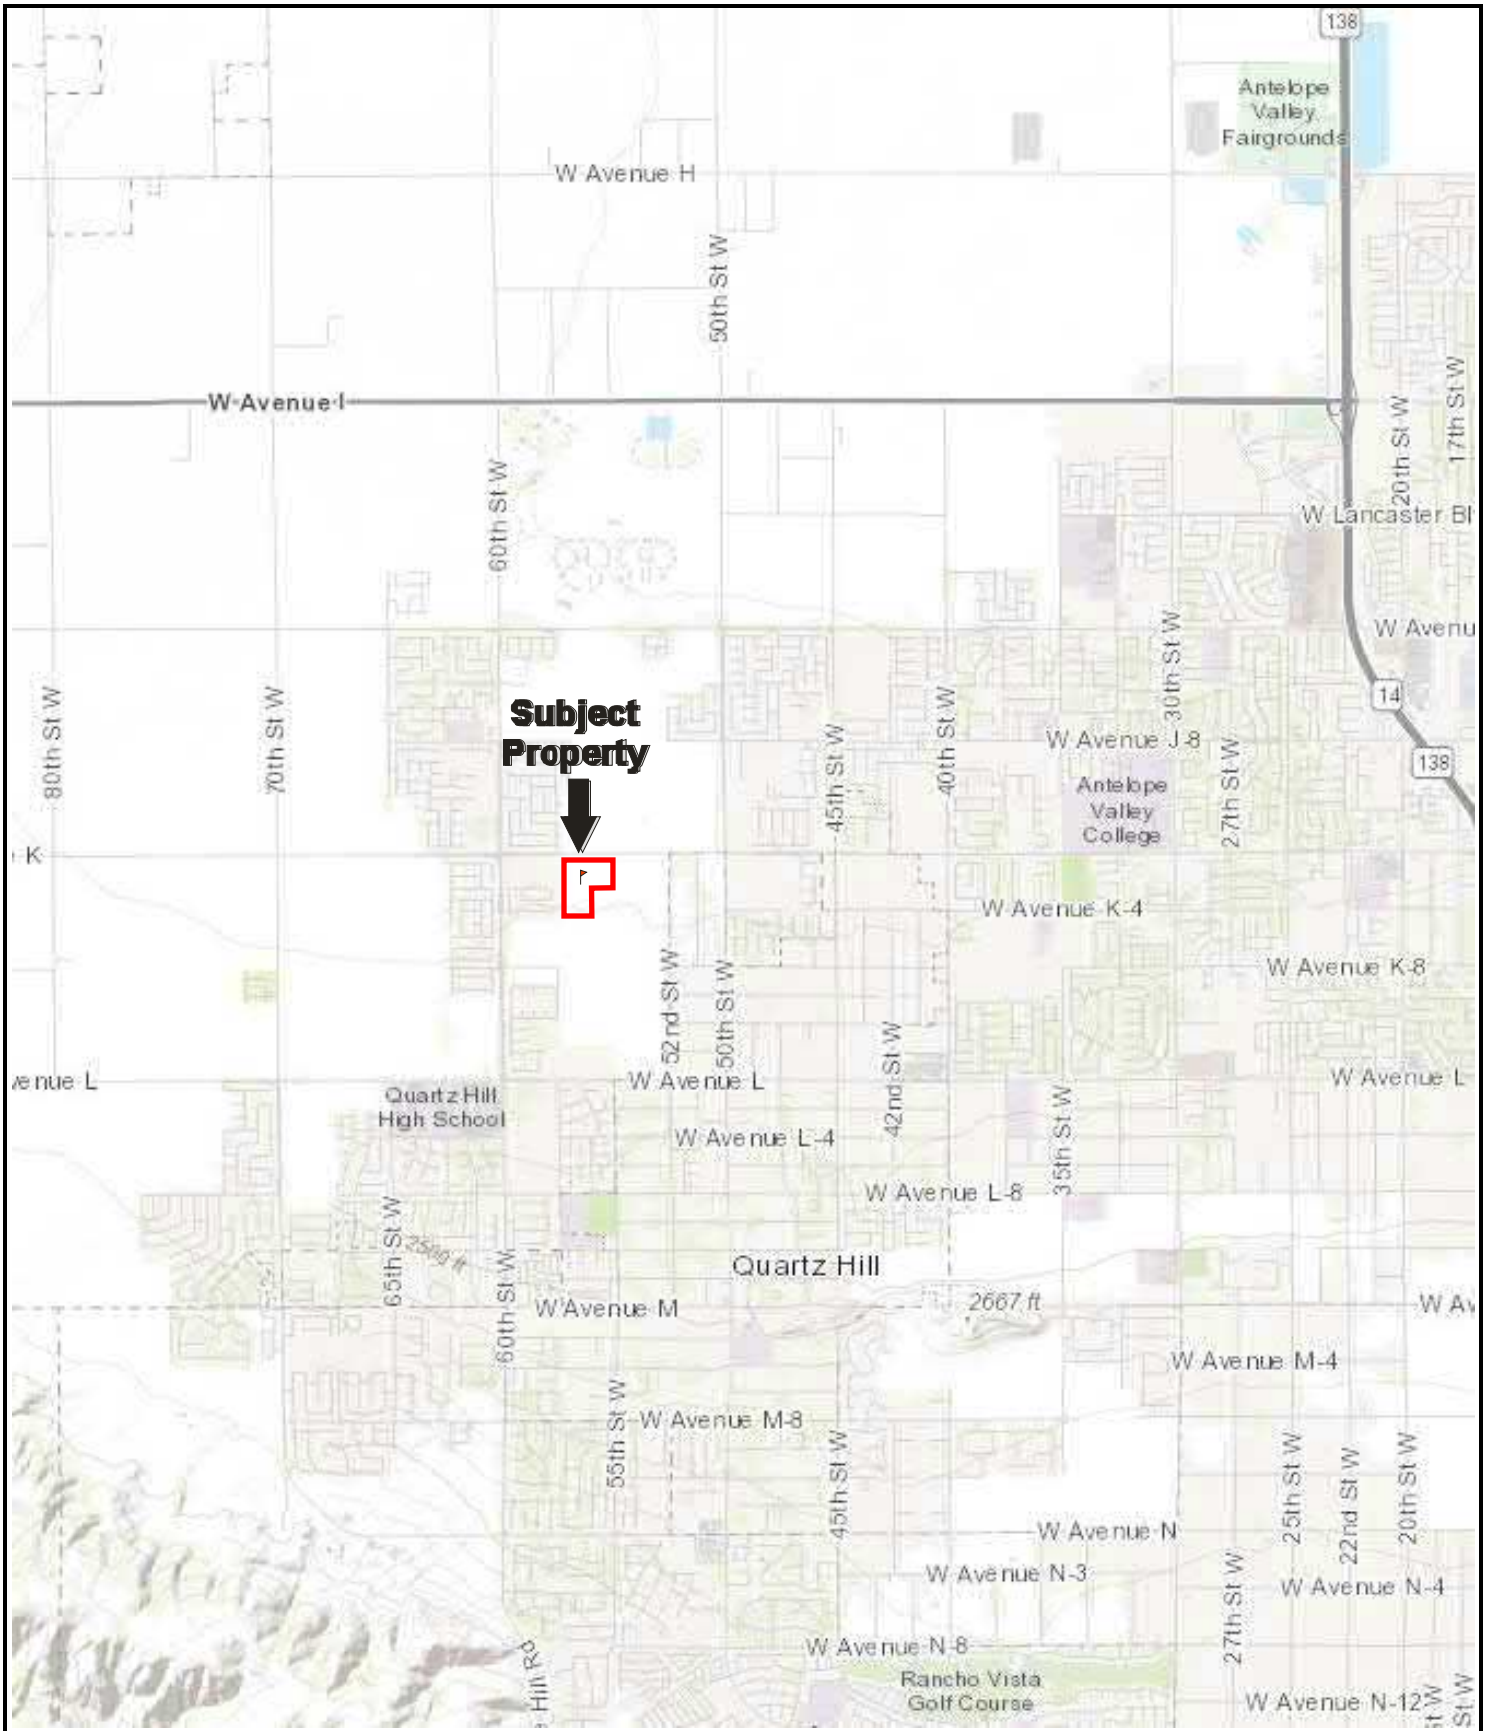 138
Antelope
Valley
Fairgrounds
W Avenue H
50th St W
W Avenue I
17th St W
20th St W
60th St W
W Lancaster Bl
30th St W
W Avenu
80th St W
70th St W
Subject
Property
14
45th St W
40th St W
W Avenue J-8
27th St W
138
Antelope
Valley
College
K
W Avenue K-4
52nd St W
50th St W
W Avenue K-8
42nd St W
venue L
W Avenue L
W Avenue L
Quartz Hill
High School
35th St W
W Avenue L-4
W Avenue L-8
65th St W
60th St W
Quartz Hill
W Avenue M
2667 ft
W Av
W Avenue M-4
55th St W
W Avenue M-8
45th St W
25th St W
22nd St W
20th St W
W Avenue N
27th St W
W Avenue N-3
W Avenue N-4
Hill Rd
W Avenue N-8
Rancho Vista
Golf Course
W Avenue N-12
t W
St W